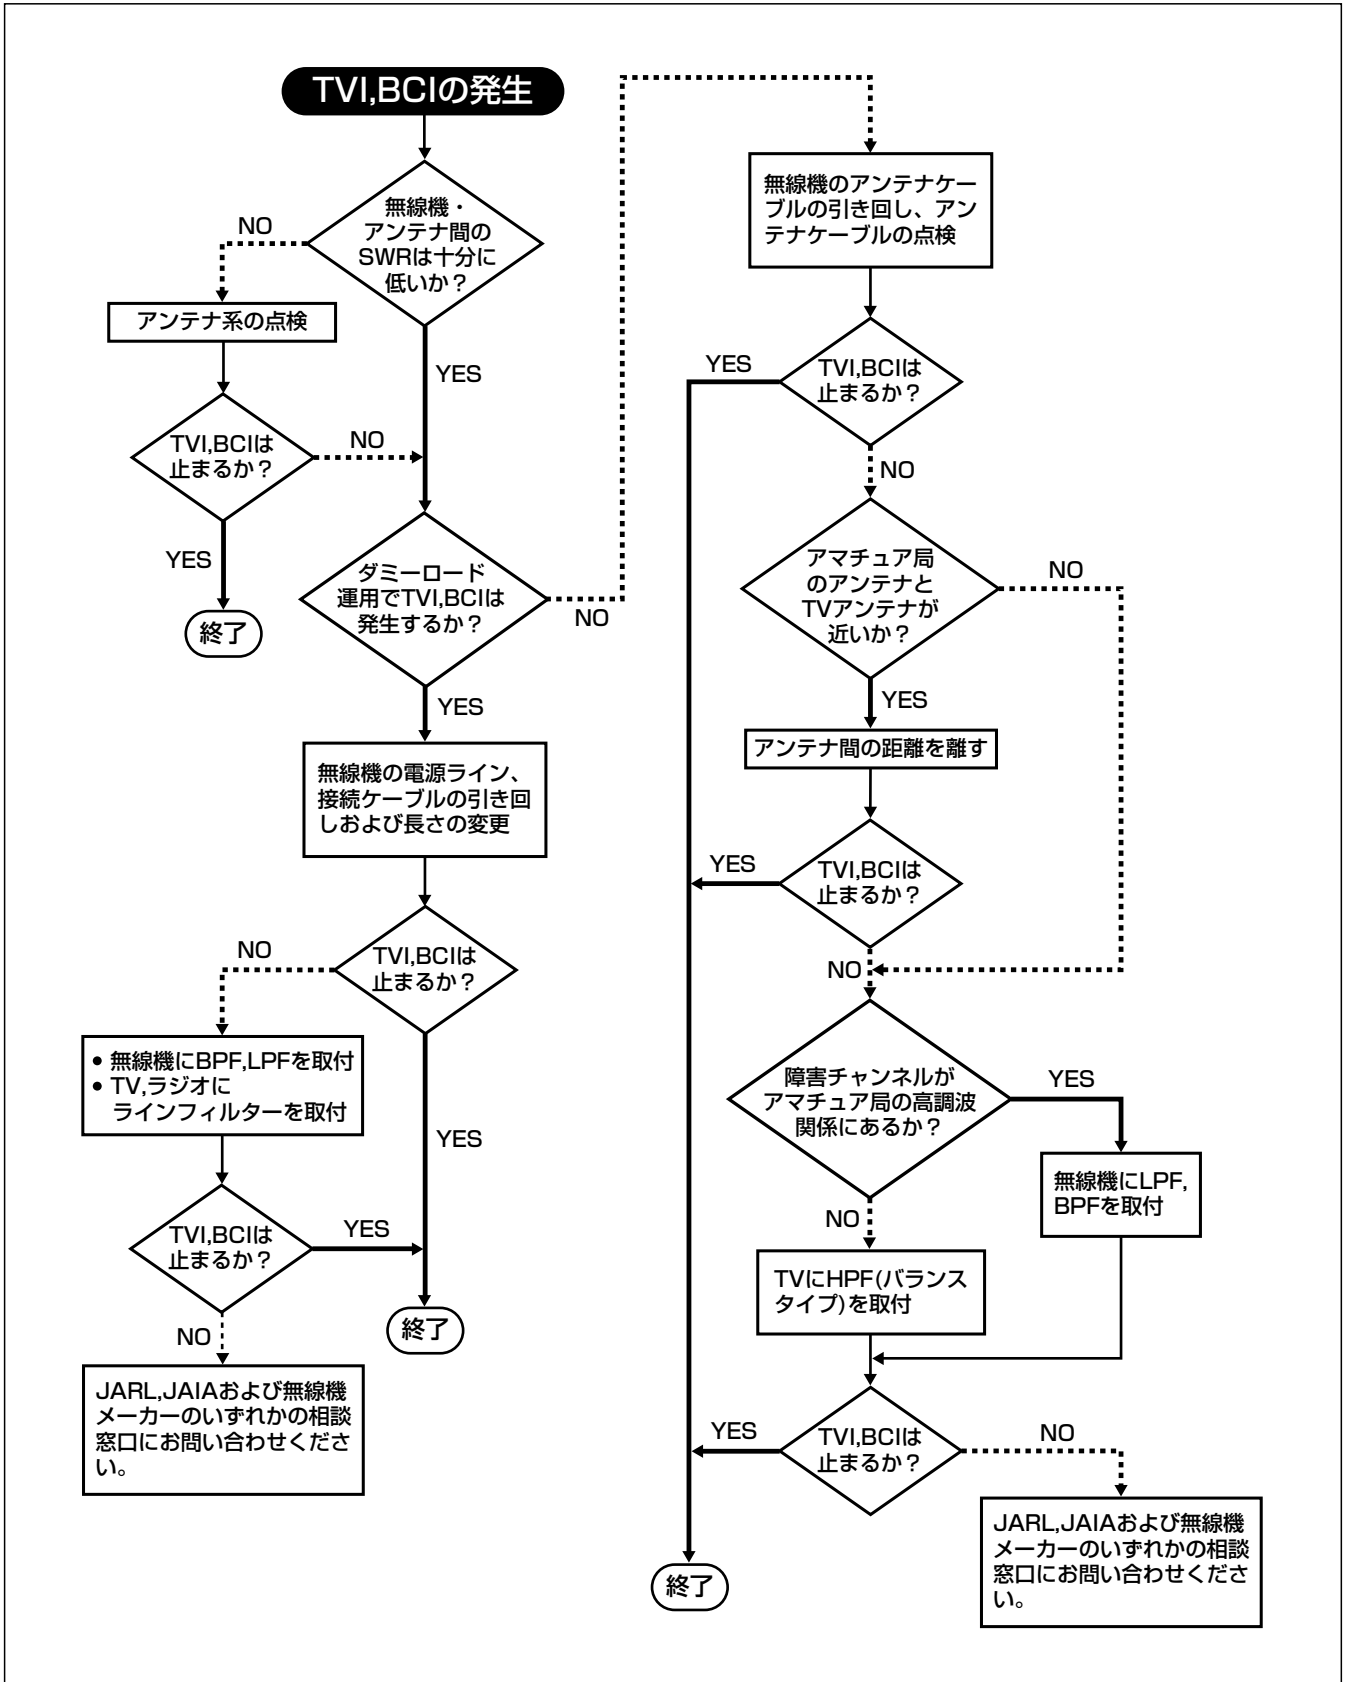 TVI,BCIの発生
無線機・
アンテナ間の
SWRは十分に
低いか？
NO
YES
アンテナ系の点検
TVI,BCIは
止まるか？
NO
YES
終了
ダミーロード
運用でTVI,BCIは
発生するか？
NO
YES
無線機の電源ライン、
接続ケーブルの引き回
しおよび長さの変更
TVI,BCIは
止まるか？
NO
YES
● 無線機にBPF,LPFを取付
● TV,ラジオに
ラインフィルターを取付
TVI,BCIは
止まるか？
YES
NO
終了
JARL,JAIAおよび無線機
メーカーのいずれかの相談
窓口にお問い合わせくださ
い。
無線機のアンテナケー
ブルの引き回し、アン
テナケーブルの点検
TVI,BCIは
止まるか？
YES
NO
アマチュア局
のアンテナと
TVアンテナが
近いか？
NO
YES
アンテナ間の距離を離す
TVI,BCIは
止まるか？
YES
NO
障害チャンネルが
アマチュア局の高調波
関係にあるか？
YES
NO
無線機にLPF,
BPFを取付
TVにHPF(バランス
タイプ)を取付
TVI,BCIは
止まるか？
YES
NO
終了
JARL,JAIAおよび無線機
メーカーのいずれかの相談
窓口にお問い合わせくださ
い。